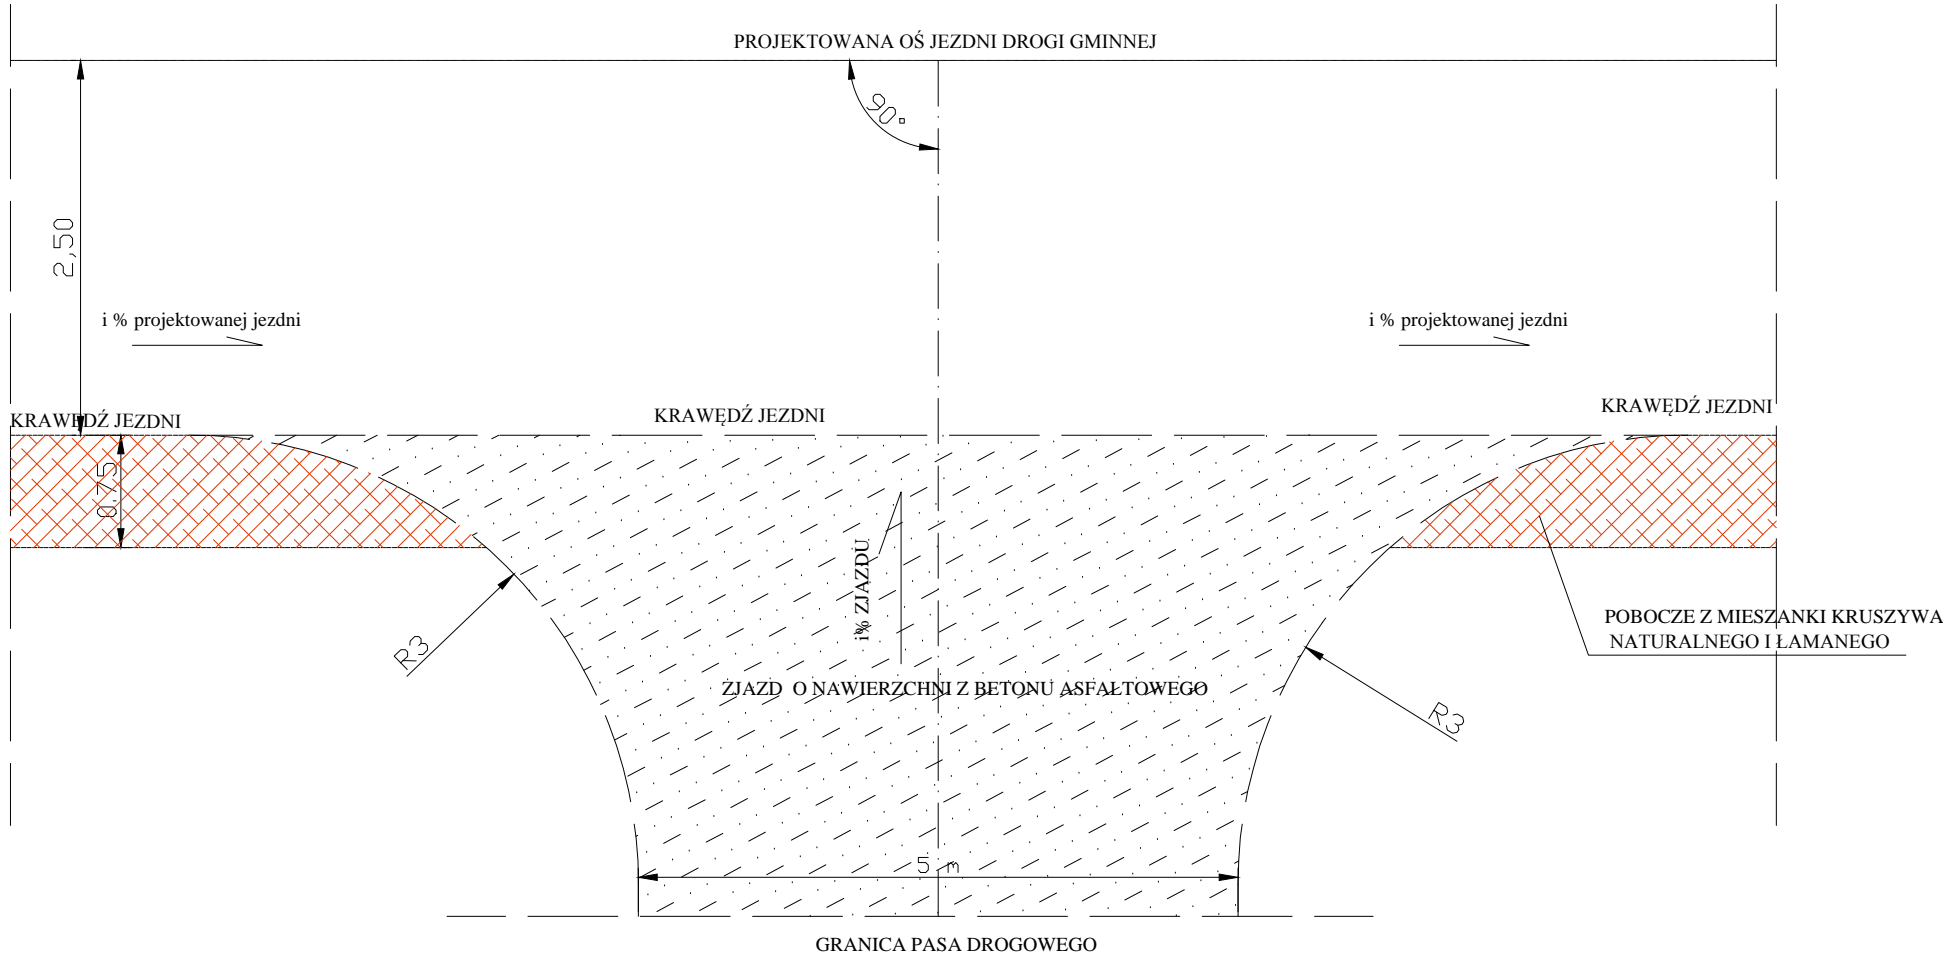 PROJEKTOWANA OŚ JEZDNI DROGI GMINNEJ
90°
2,50
i % projektowanej jezdni
i % projektowanej jezdni
KRAWĘDŹ JEZDNI
KRAWĘDŹ JEZDNI
KRAWĘDŹ JEZDNI
0,75
i% ZJAZDU
R3
POBOCZE Z MIESZANKI KRUSZYWA
NATURALNEGO I ŁAMANEGO
ZJAZD O NAWIERZCHNI Z BETONU ASFALTOWEGO
R3
5 m
GRANICA PASA DROGOWEGO